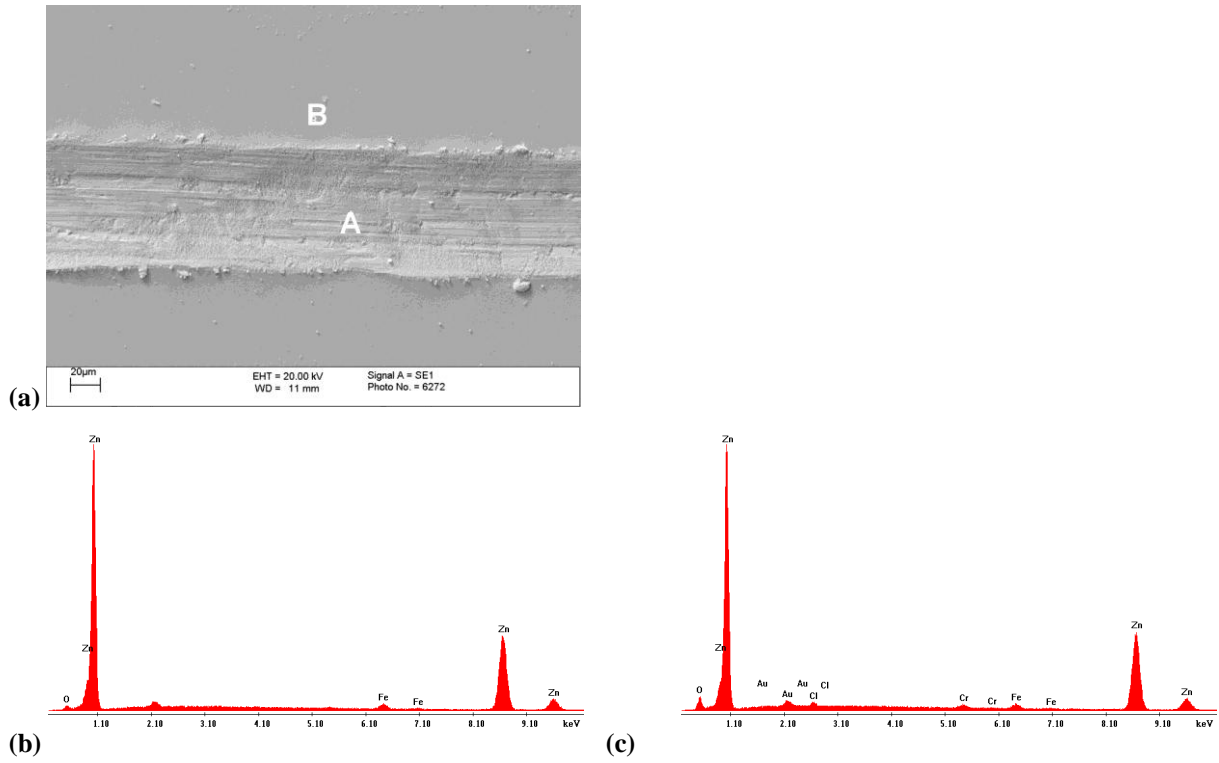 B
A
20µm
EHT = 20.00 kV
Signal A = SE1
WD = 11 mm
Photo No. = 6272
(a)
Zn
Zn
O
Fe
Fe
Zn
Zn
1.10 2.10 3.10 4.10 5.10 6.10 7.10 8.10 9.10 keV
(b)
Zn
Zn
O
Au
Au
Au
Cl
Cl
Cr
Cr
Fe
Fe
Zn
Zn
1.10 2.10 3.10 4.10 5.10 6.10 7.10 8.10 9.10 keV
(c)